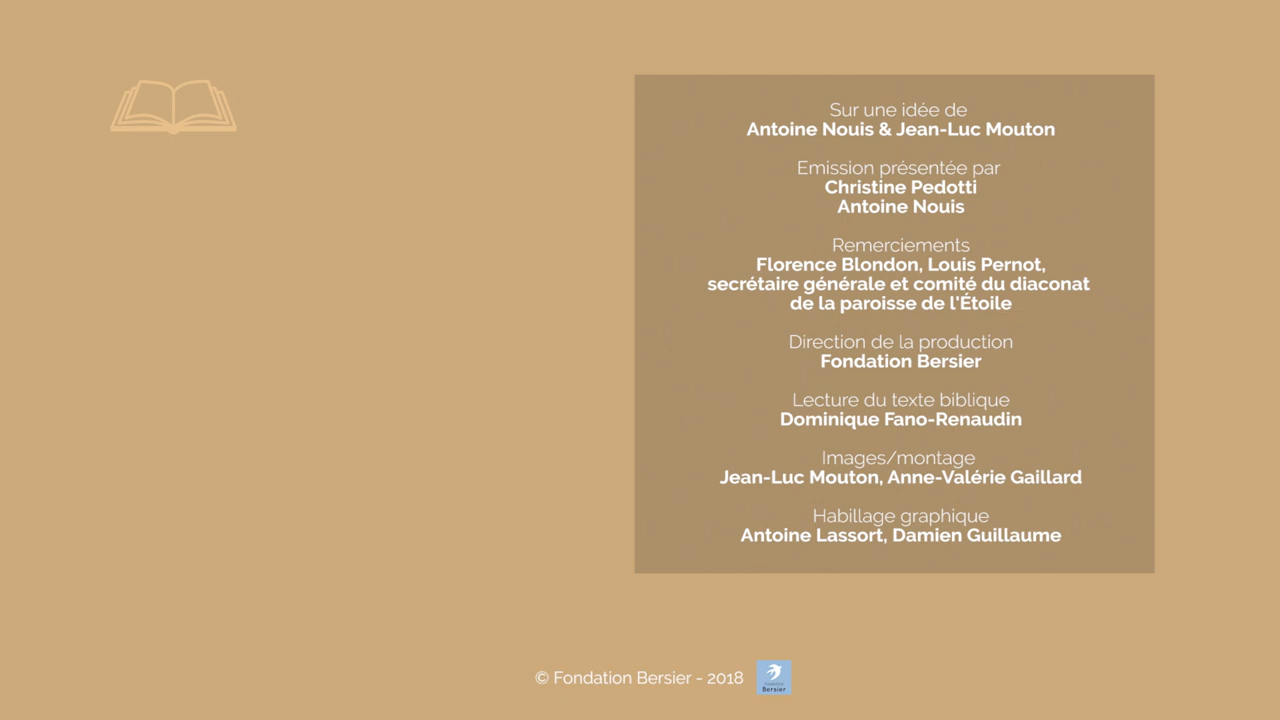 Sur une idée de
Antoine Nouis & Jean-Luc Mouton
Emission présentée par
Christine Pedotti
Antoine Nouis
Remerciements
Florence Blondon, Louis Pernot,
secrétaire générale et comité du diaconat
de la paroisse de l'Étoile
Direction de la production
Fondation Bersier
Lecture du texte biblique
Dominique Fano-Renaudin
Images/montage
Jean-Luc Mouton, Anne-Valérie Gaillard
Habillage graphique
Antoine Lassort, Damien Guillaume
© Fondation Bersier - 2018
Fondation
Bersier